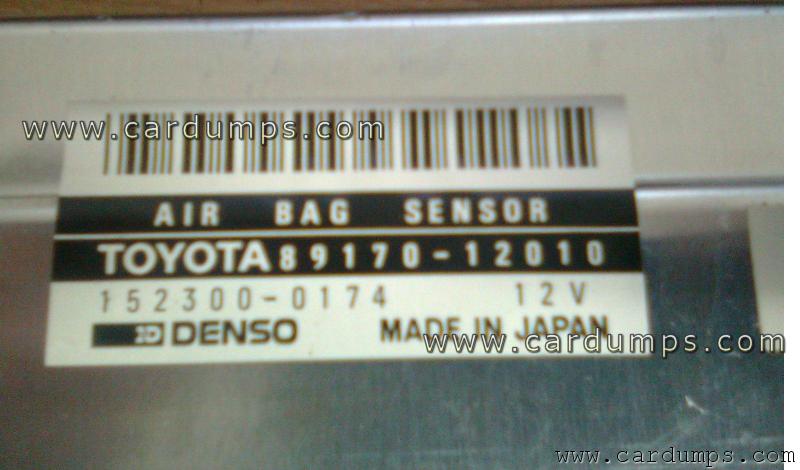 www.cardumps.com
AIR BAG SENSOR
TOYOTA 89170-12010
152300-0174 12V
DENSO MADE IN JAPAN
www.cardumps.com
www.cardumps.com